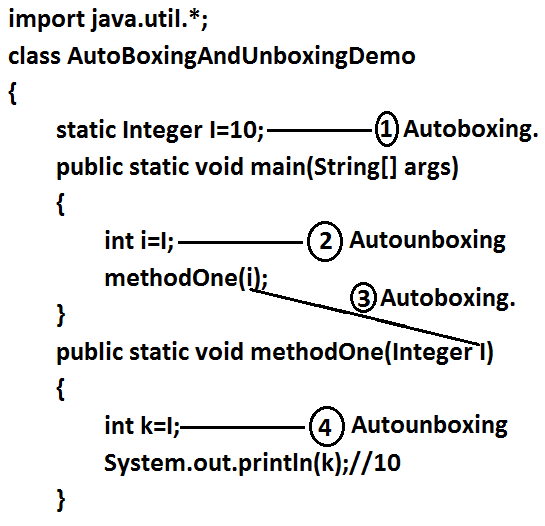 import java.util.*;
class AutoBoxingAndUnboxingDemo
{
static Integer I=10; 1 Autoboxing.
public static void main(String[] args)
{
int i=I; 2 Autounboxing
methodOne(i);
3 Autoboxing.
}
public static void methodOne(Integer I)
{
int k=I; 4 Autounboxing
System.out.println(k);//10
}